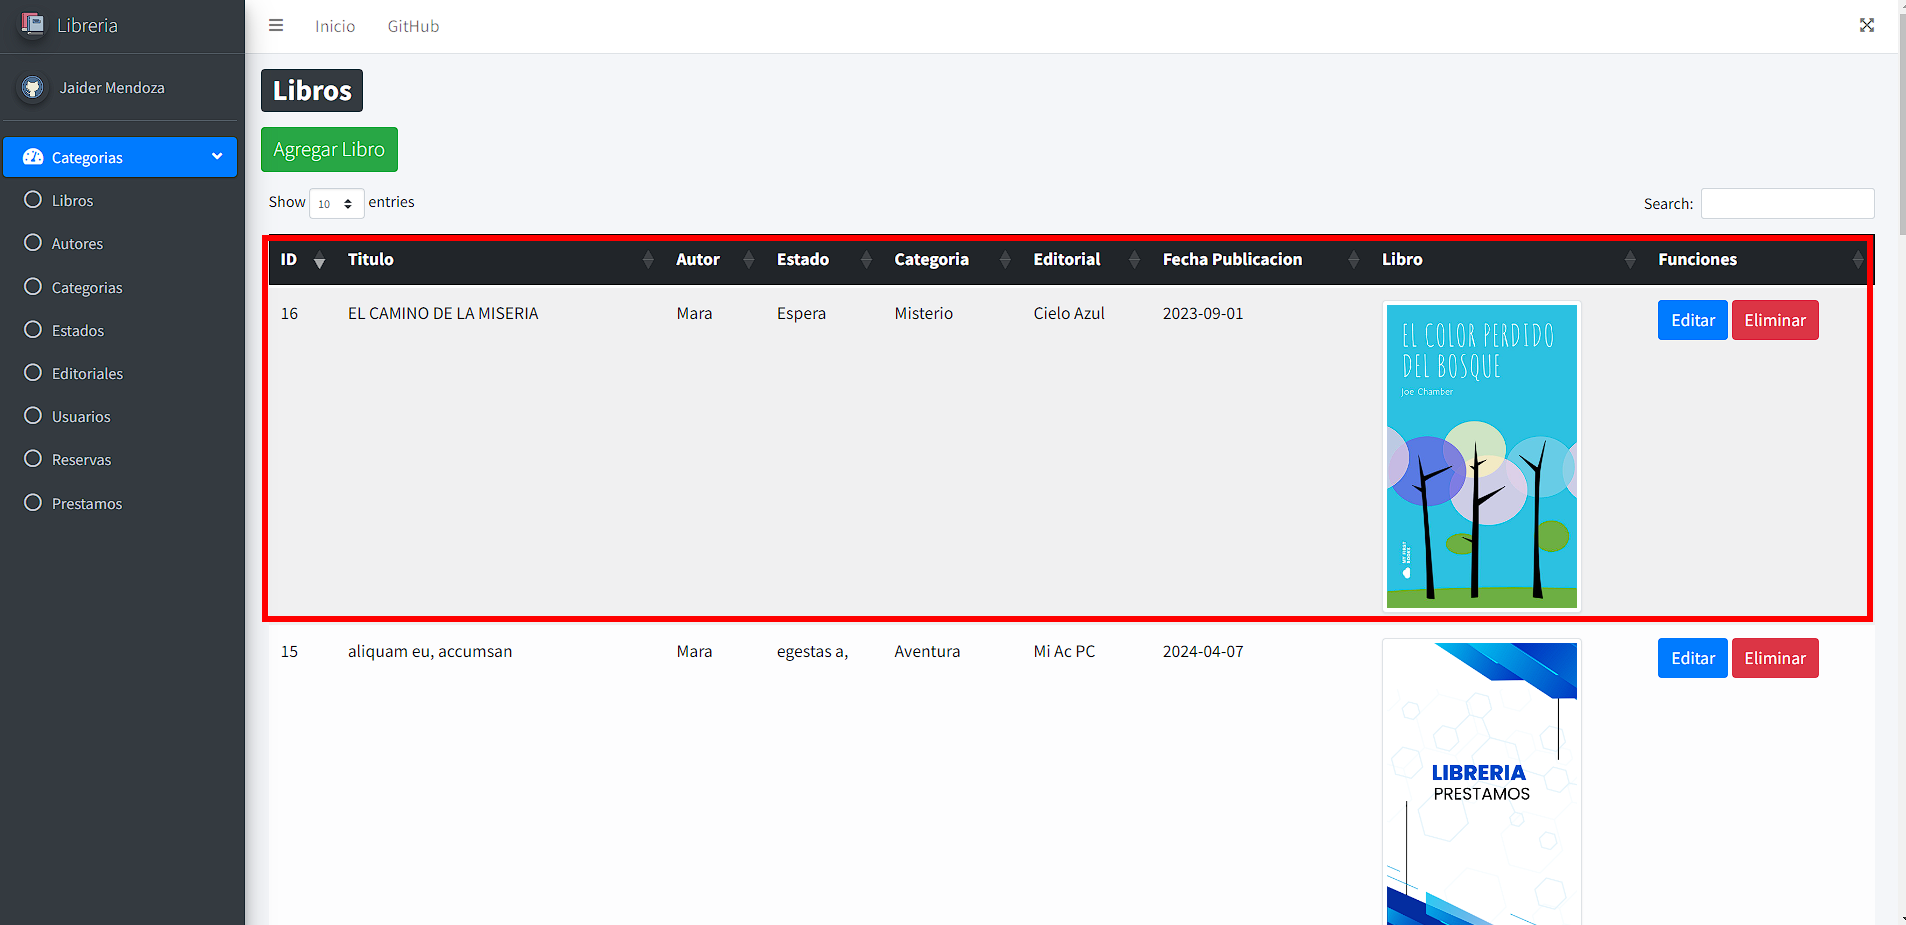 Libreria
Inicio GitHub
Jaider Mendoza
Categorias
Libros
Autores
Categorias
Estados
Editoriales
Usuarios
Reservas
Prestamos
Libros
Agregar Libro
Show 10 entries
Search:
ID Titulo Autor Estado Categoria Editorial Fecha Publicacion Libro Funciones
16 EL CAMINO DE LA MISERIA Mara Espera Misterio Cielo Azul 2023-09-01 Editar Eliminar
EL COLOR PERDIDO
DEL BOSQUE
Joe Chamber
MY FIRST
BOOKS
15 aliquam eu, accumsan Mara egestas a, Aventura Mi Ac PC 2024-04-07 Editar Eliminar
LIBRERIA
PRESTAMOS